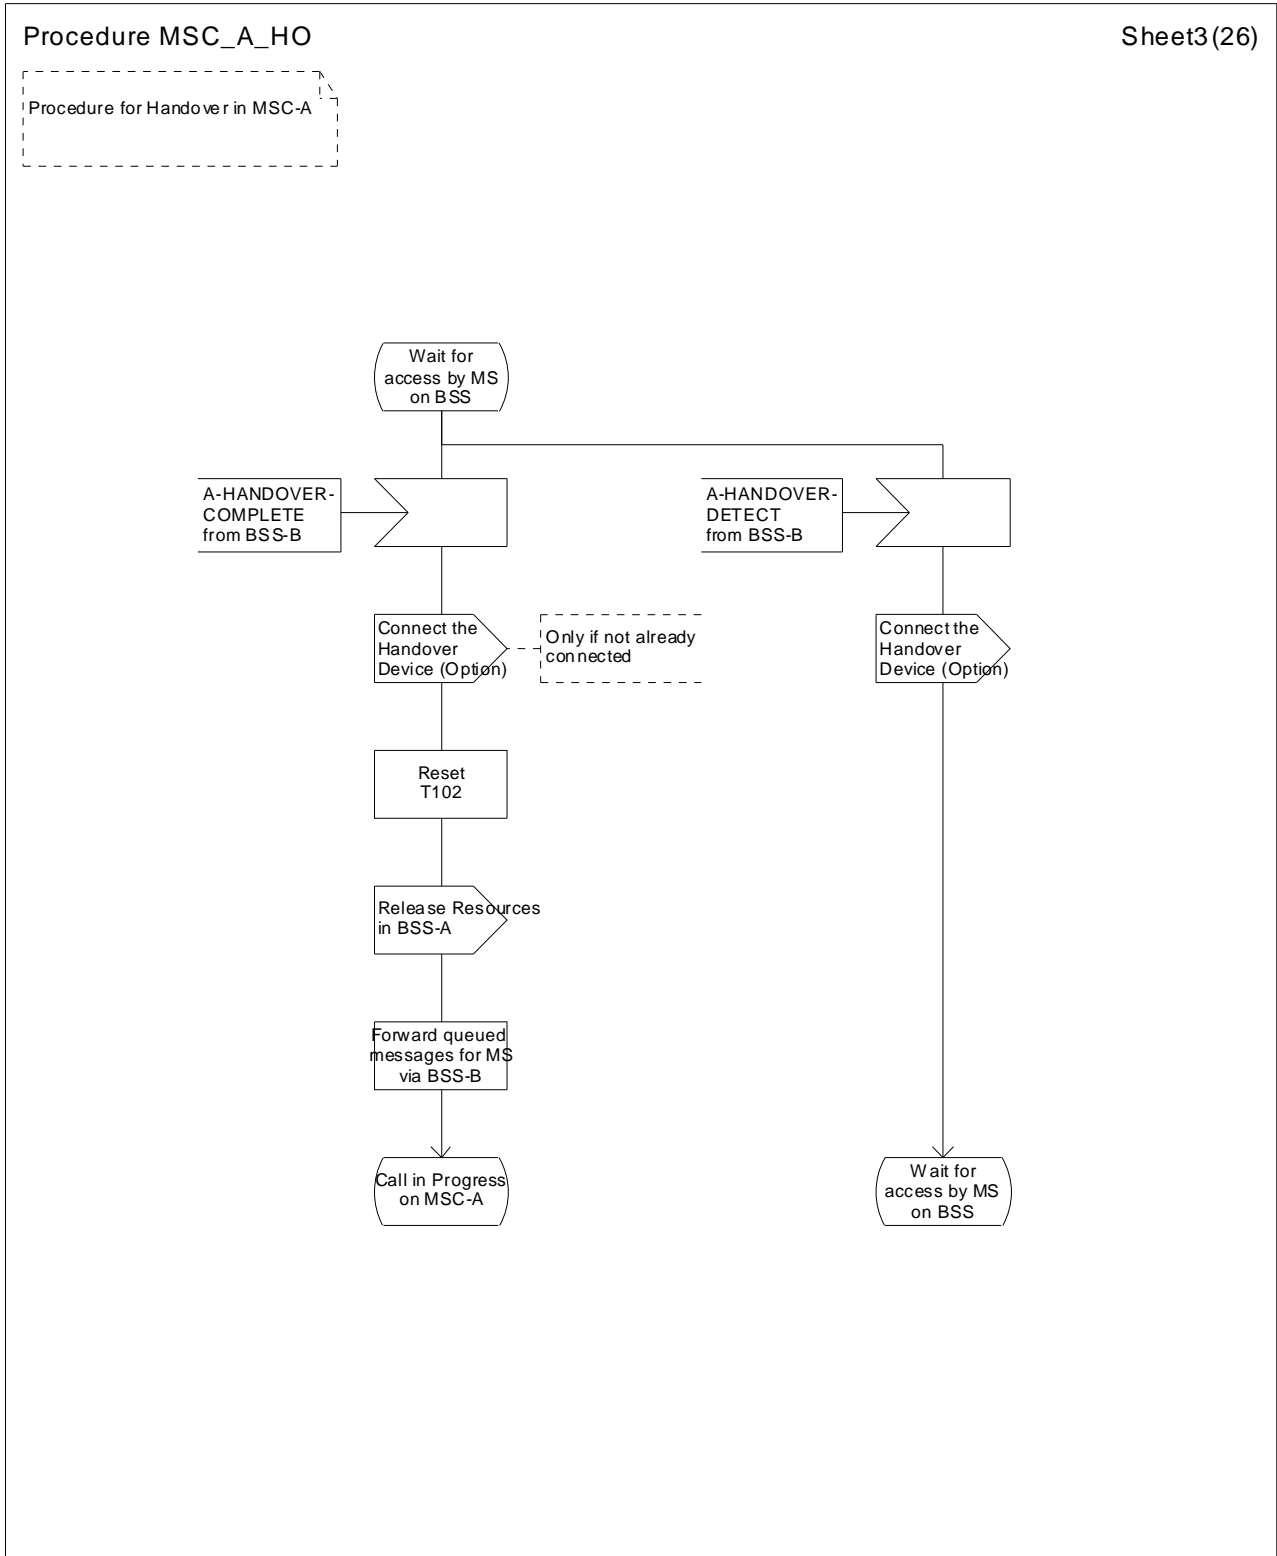 Procedure MSC_A_HO
Sheet3(26)
Procedure for Handover in MSC-A
Wait for
access by MS
on BSS
A-HANDOVER-
COMPLETE
from BSS-B
A-HANDOVER-
DETECT
from BSS-B
Connect the
Handover
Device (Option)
Only if not already
connected
Connect the
Handover
Device (Option)
Reset
T102
Release Resources
in BSS-A
Forward queued
messages for MS
via BSS-B
Call in Progress
on MSC-A
Wait for
access by MS
on BSS